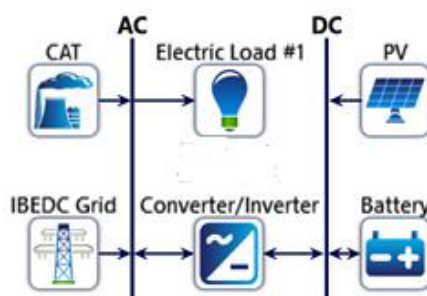 AC DC
CAT Electric Load #1 PV
IBEDC Grid Converter/Inverter Battery